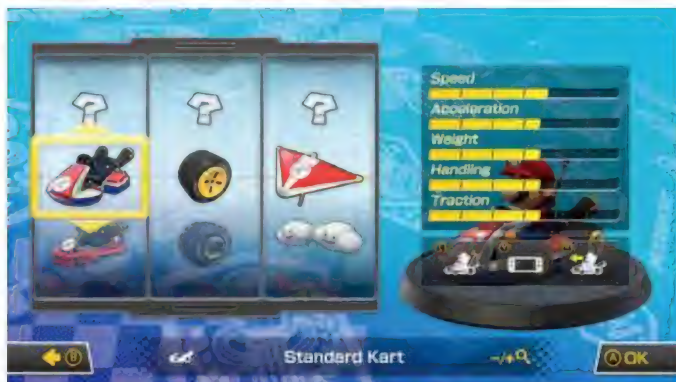 Speed
Acceleration
Weight
Handling
Traction
B
Standard Kart
-/+
A OK